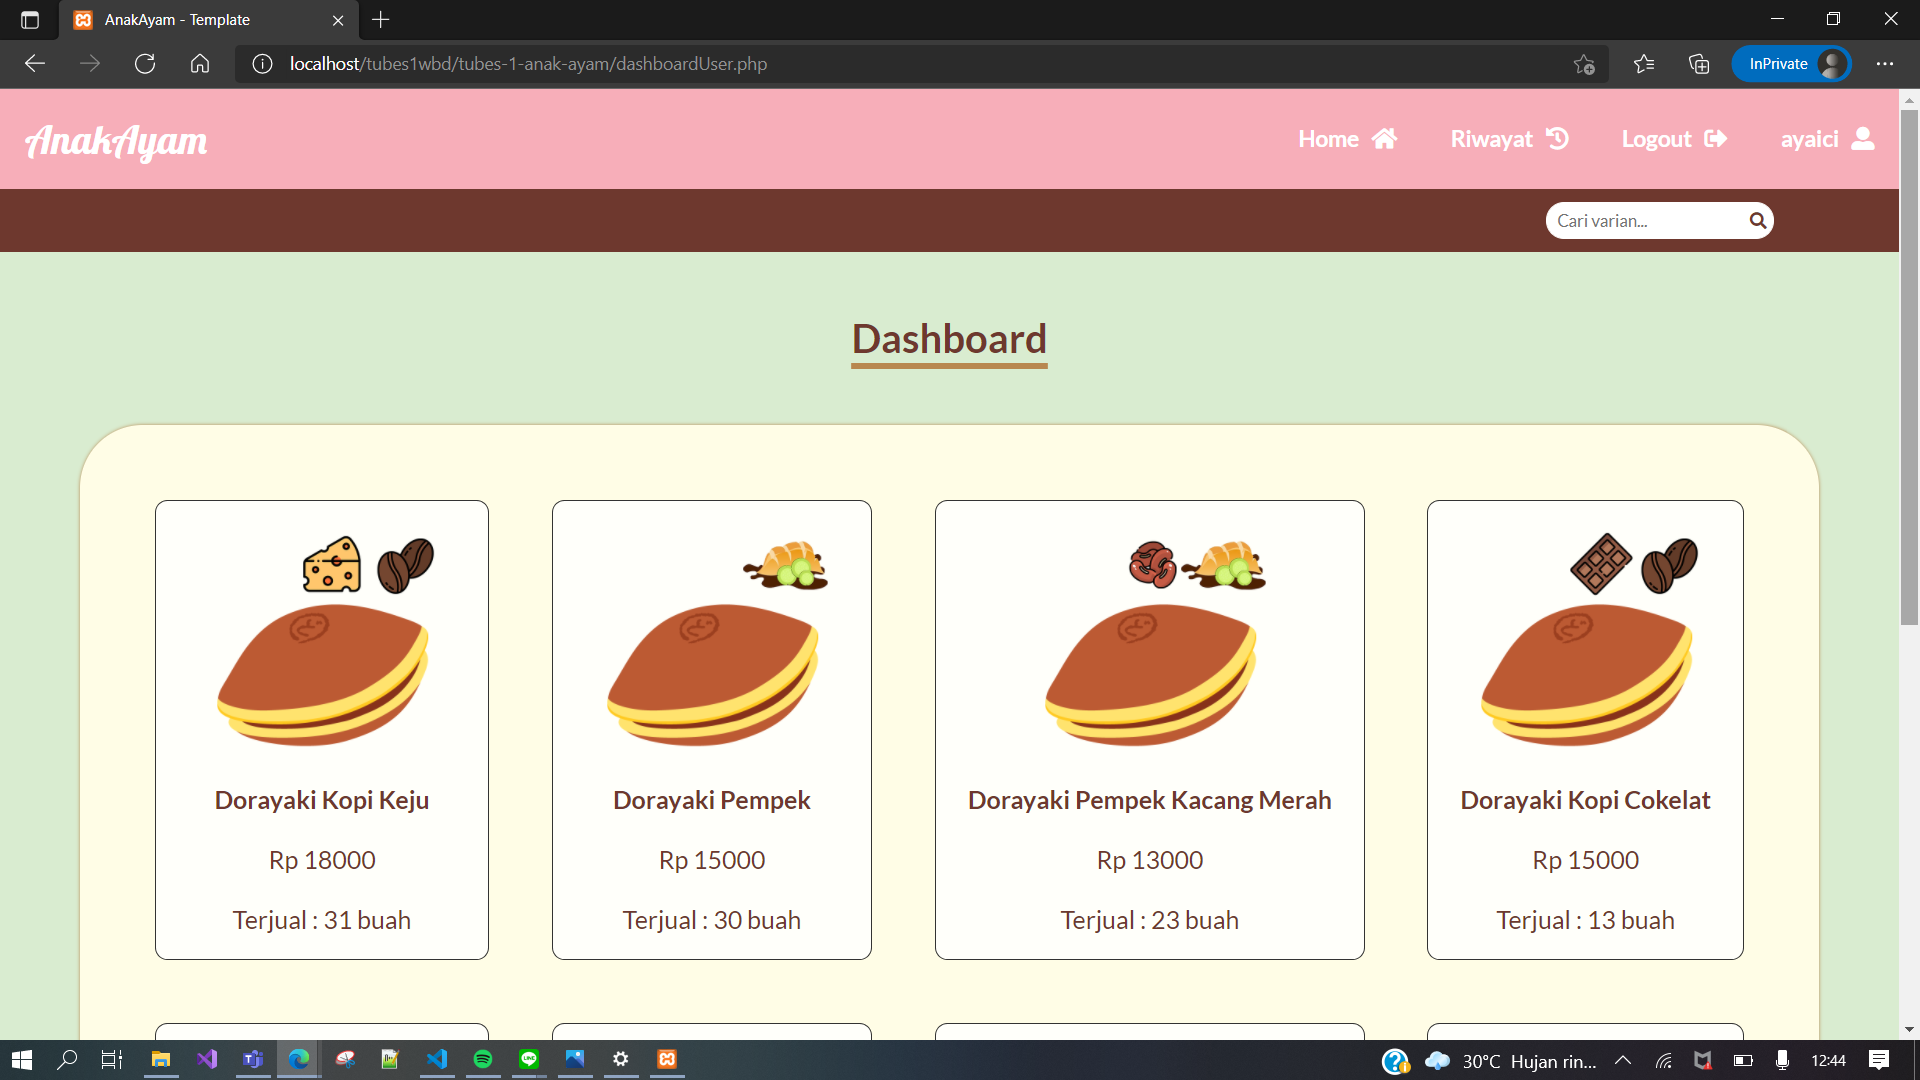 AnakAyam - Template
localhost/tubes1wbd/tubes-1-anak-ayam/dashboardUser.php
InPrivate
AnakAyam
Home
Riwayat
Logout
ayaici
Cari varian...
Dashboard
Dorayaki Kopi Keju
Rp 18000
Terjual : 31 buah
Dorayaki Pempek
Rp 15000
Terjual : 30 buah
Dorayaki Pempek Kacang Merah
Rp 13000
Terjual : 23 buah
Dorayaki Kopi Cokelat
Rp 15000
Terjual : 13 buah
30°C Hujan rin...
12:44